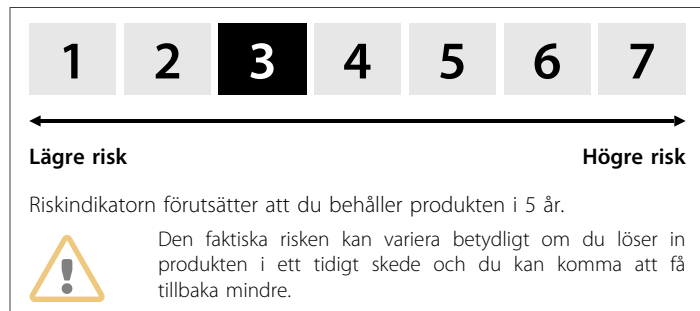 1 2 3 4 5 6 7
Lägre risk Högre risk
Riskindikatorn förutsätter att du behåller produkten i 5 år.
Den faktiska risken kan variera betydligt om du löser in
produkten i ett tidigt skede och du kan komma att få
tillbaka mindre.